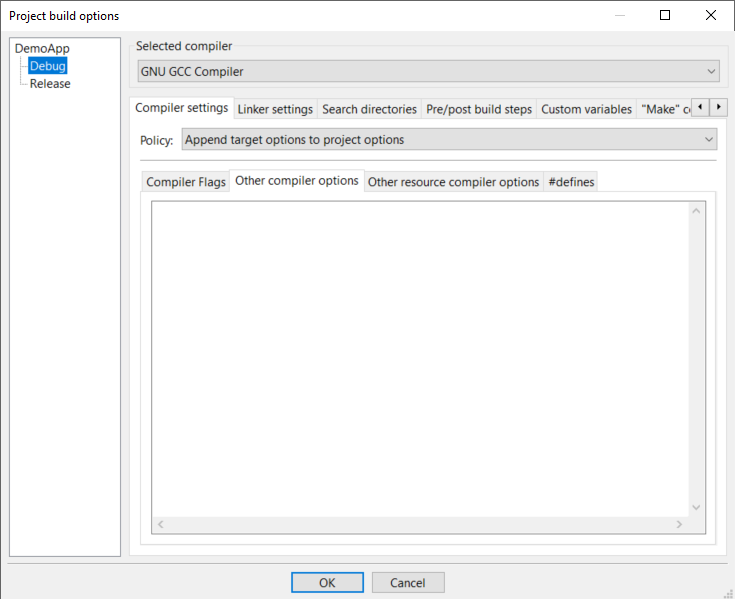 Project build options
DemoApp
Debug
Release
Selected compiler
GNU GCC Compiler
Compiler settings Linker settings Search directories Pre/post build steps Custom variables "Make" c
Policy: Append target options to project options
Compiler Flags Other compiler options Other resource compiler options #defines
OK Cancel